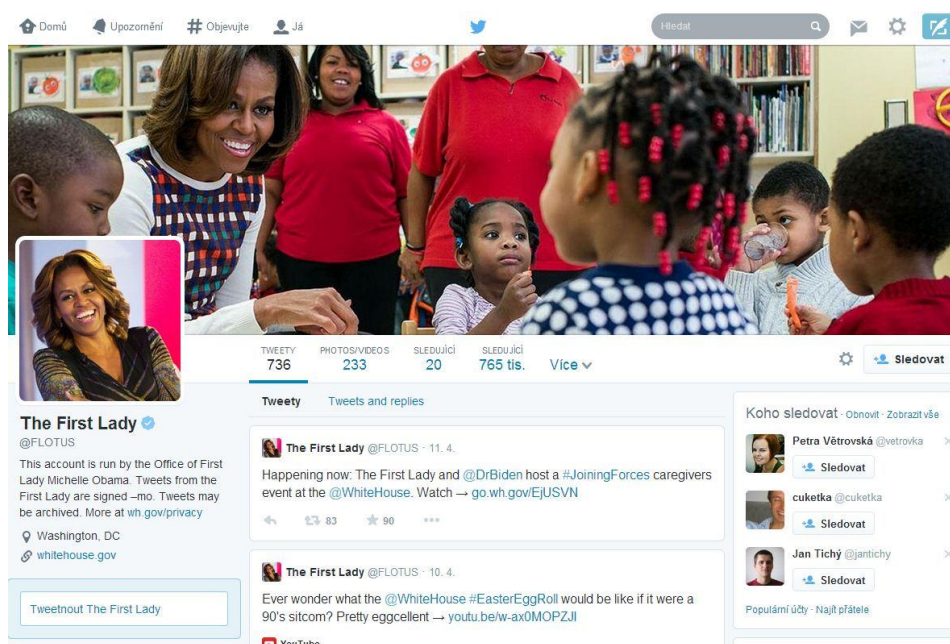 Domů Upozornění Objevujte Já Hledat
TWEETY PHOTOS/VIDEOS SLEDUJÍCÍ SLEDUJÍCÍ
736 233 20 765 tis. Více
Sledovat
The First Lady
@FLOTUS
This account is run by the Office of First
Lady Michelle Obama. Tweets from the
First Lady are signed –mo. Tweets may
be archived. More at wh.gov/privacy
Washington, DC
whitehouse.gov
Tweetnout The First Lady
Tweety Tweets and replies
The First Lady @FLOTUS · 11. 4.
Happening now: The First Lady and @DrBiden host a #JoiningForces caregivers
event at the @WhiteHouse. Watch → go.wh.gov/EjUSVN
83 90
The First Lady @FLOTUS · 10. 4.
Ever wonder what the @WhiteHouse #EasterEggRoll would be like if it were a
90's sitcom? Pretty eggcellent → youtu.be/w-ax0MOPZJI
YouTube
Koho sledovat · Obnovit · Zobrazit vše
Petra Větrovská @vetrovka
Sledovat
cuketka @cuketka
Sledovat
Jan Tichý @jantichy
Sledovat
Populární účty · Najít přátele